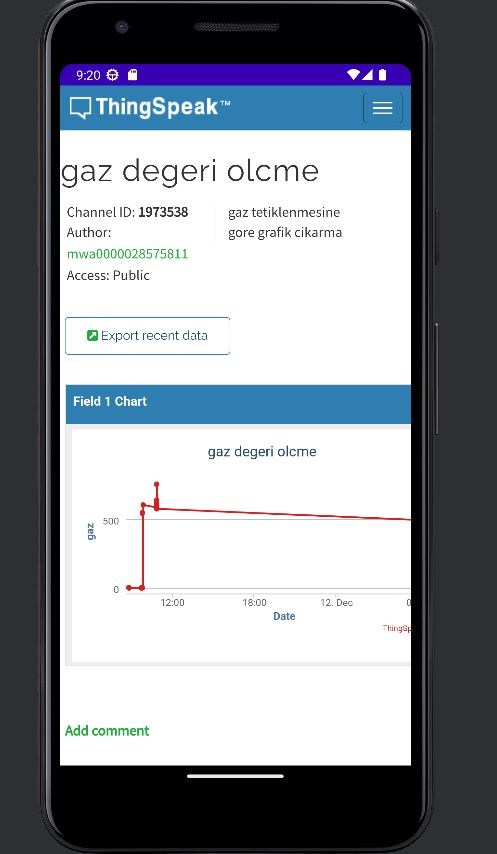 9:20
ThingSpeak™
gaz degeri olcme
Channel ID: 1973538
Author:
mwa0000028575811
Access: Public
gaz tetiklenmesine
gore grafik cikarma
Export recent data
Field 1 Chart
gaz degeri olcme
gaz
500
0
12:00
18:00
12. Dec
0
Date
ThingSp
Add comment